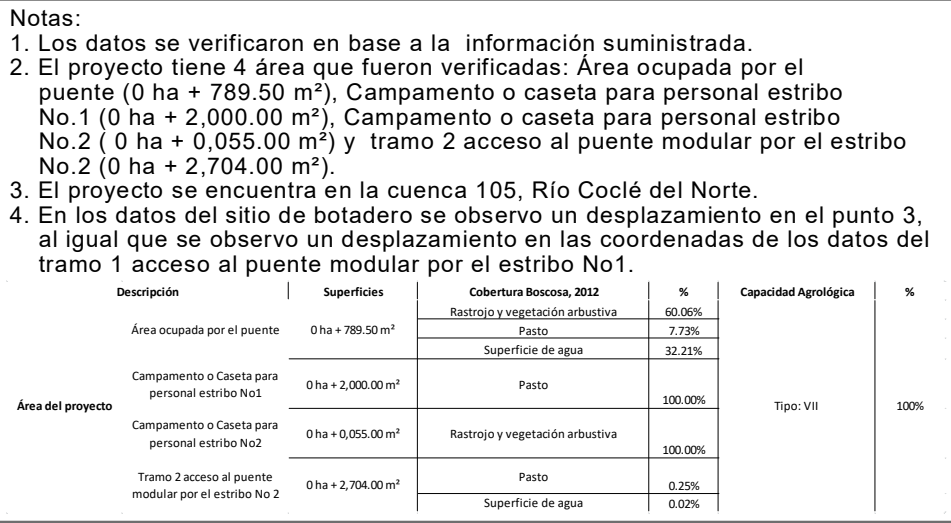 Notas:
1. Los datos se verificaron en base a la información suministrada.
2. El proyecto tiene 4 área que fueron verificadas: Área ocupada por el
puente (0 ha + 789.50 m²), Campamento o caseta para personal estribo
No.1 (0 ha + 2,000.00 m²), Campamento o caseta para personal estribo
No.2 ( 0 ha + 0,055.00 m²) y tramo 2 acceso al puente modular por el estribo
No.2 (0 ha + 2,704.00 m²).
3. El proyecto se encuentra en la cuenca 105, Río Coclé del Norte.
4. En los datos del sitio de botadero se observo un desplazamiento en el punto 3,
al igual que se observo un desplazamiento en las coordenadas de los datos del
tramo 1 acceso al puente modular por el estribo No1.
Descripción Superficies Cobertura Boscosa, 2012 % Capacidad Agrológica %
Rastrojo y vegetación arbustiva 60.06%
Área ocupada por el puente 0 ha + 789.50 m² Pasto 7.73%
Superficie de agua 32.21%
Campamento o Caseta para
personal estribo No1 0 ha + 2,000.00 m² Pasto 100.00%
Área del proyecto Tipo: VII 100%
Campamento o Caseta para
personal estribo No2 0 ha + 0,055.00 m² Rastrojo y vegetación arbustiva 100.00%
Tramo 2 acceso al puente
modular por el estribo No 2 0 ha + 2,704.00 m² Pasto 0.25%
Superficie de agua 0.02%